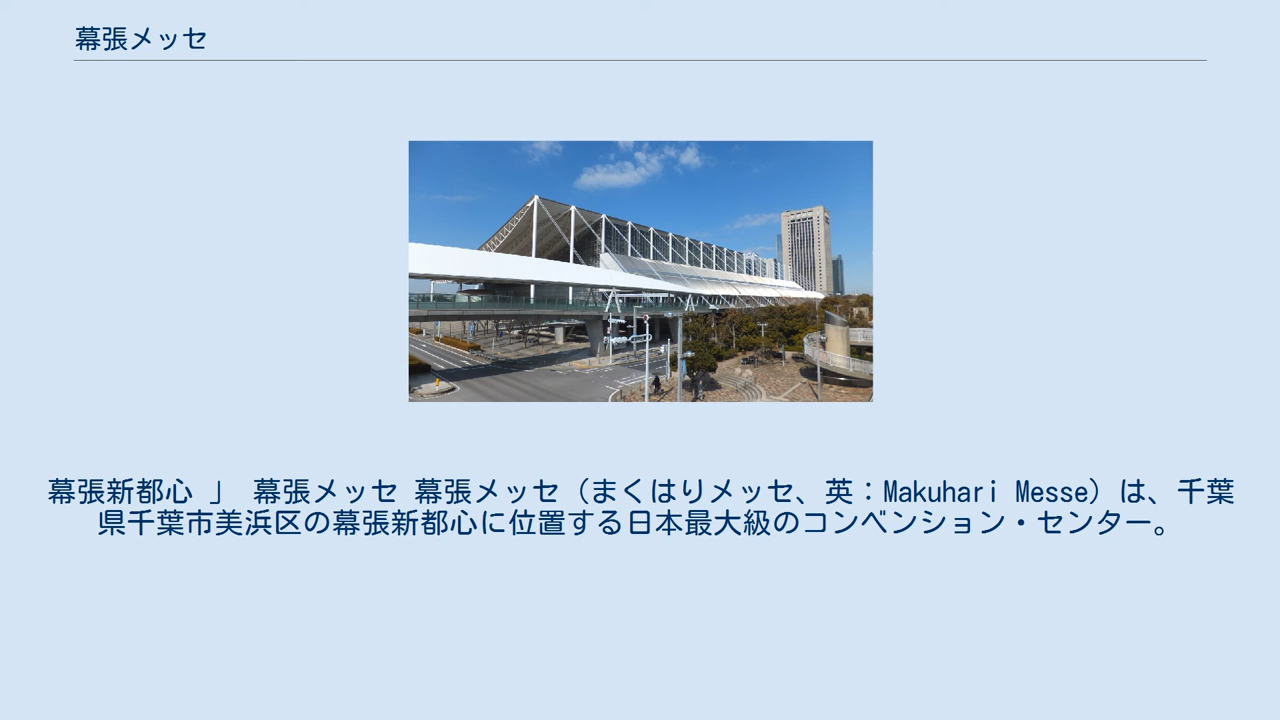 幕張メッセ
幕張新都心 」 幕張メッセ 幕張メッセ（まくはりメッセ、英：Makuhari Messe）は、千葉
県千葉市美浜区の幕張新都心に位置する日本最大級のコンベンション・センター。